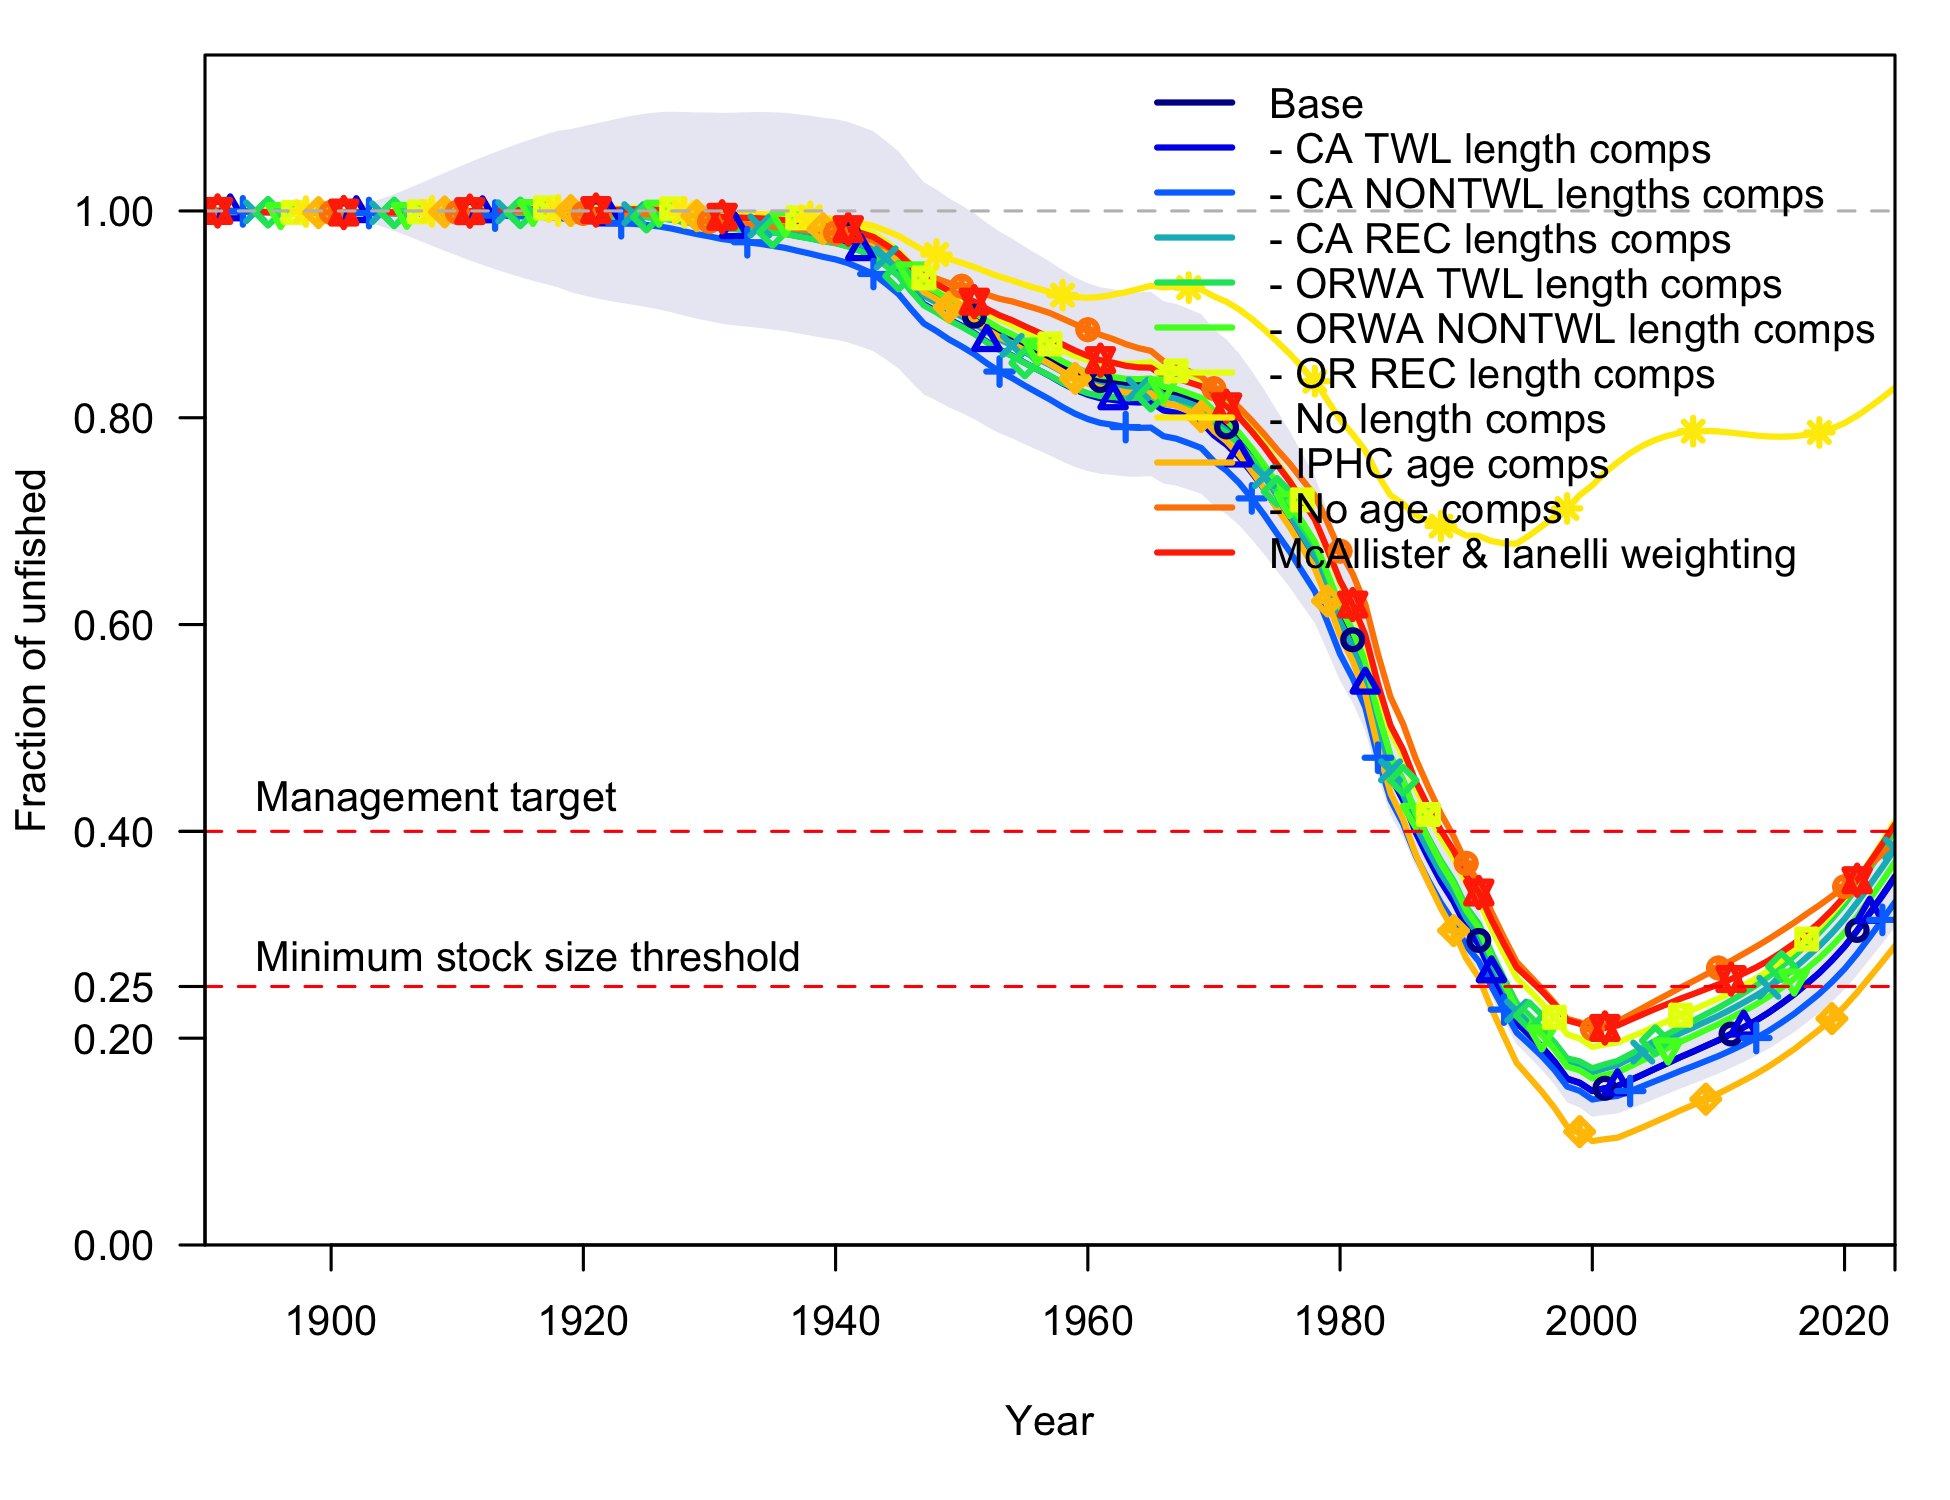 Base
- CA TWL length comps
- CA NONTWL lengths comps
- CA REC lengths comps
- ORWA TWL length comps
- ORWA NONTWL length comps
- OR REC length comps
- No length comps
- IPHC age comps
- No age comps
McAllister & Ianelli weighting
1.00
0.80
0.60
0.40
0.25
0.20
0.00
Fraction of unfished
Management target
Minimum stock size threshold
1900 1920 1940 1960 1980 2000 2020
Year